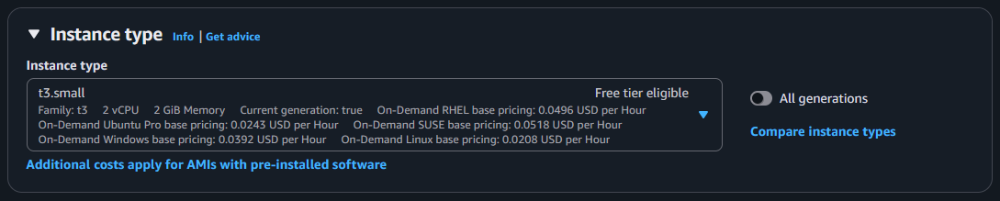 Instance type Info | Get advice
Instance type
t3.small Free tier eligible
Family: t3 2 vCPU 2 GiB Memory Current generation: true On-Demand RHEL base pricing: 0.0496 USD per Hour
On-Demand Ubuntu Pro base pricing: 0.0243 USD per Hour On-Demand SUSE base pricing: 0.0518 USD per Hour
On-Demand Windows base pricing: 0.0392 USD per Hour On-Demand Linux base pricing: 0.0208 USD per Hour
All generations
Compare instance types
Additional costs apply for AMIs with pre-installed software